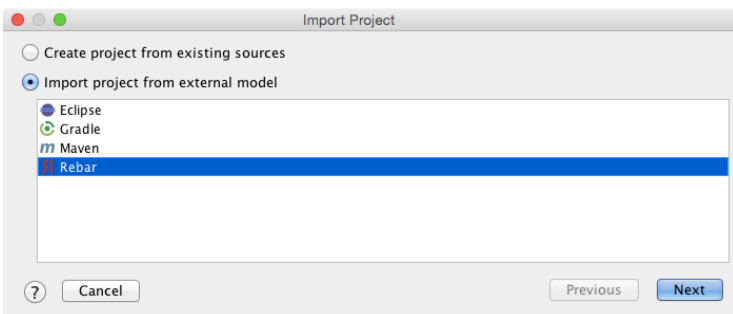 Import Project
Create project from existing sources
Import project from external model
Eclipse
Gradle
m Maven
Rebar
? Cancel Previous Next